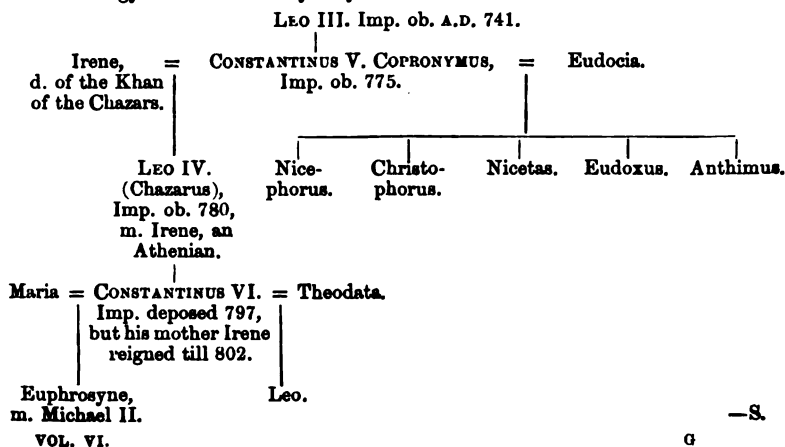 LEO III. Imp. ob. A.D. 741.
Irene, = CONSTANTINUS V. COPRONYMUS, = Eudocia.
d. of the Khan Imp. ob. 775.
of the Chazars.
LEO IV. Nice- Christo- Nicetas. Eudoxus. Anthimus.
(Chazarus), phorus. phorus.
Imp. ob. 780,
m. Irene, an
Athenian.
Maria = CONSTANTINUS VI. = Theodata.
Imp. deposed 797,
but his mother Irene
reigned till 802.
Euphrosyne, Leo.
m. Michael II. —S.
VOL. VI. G